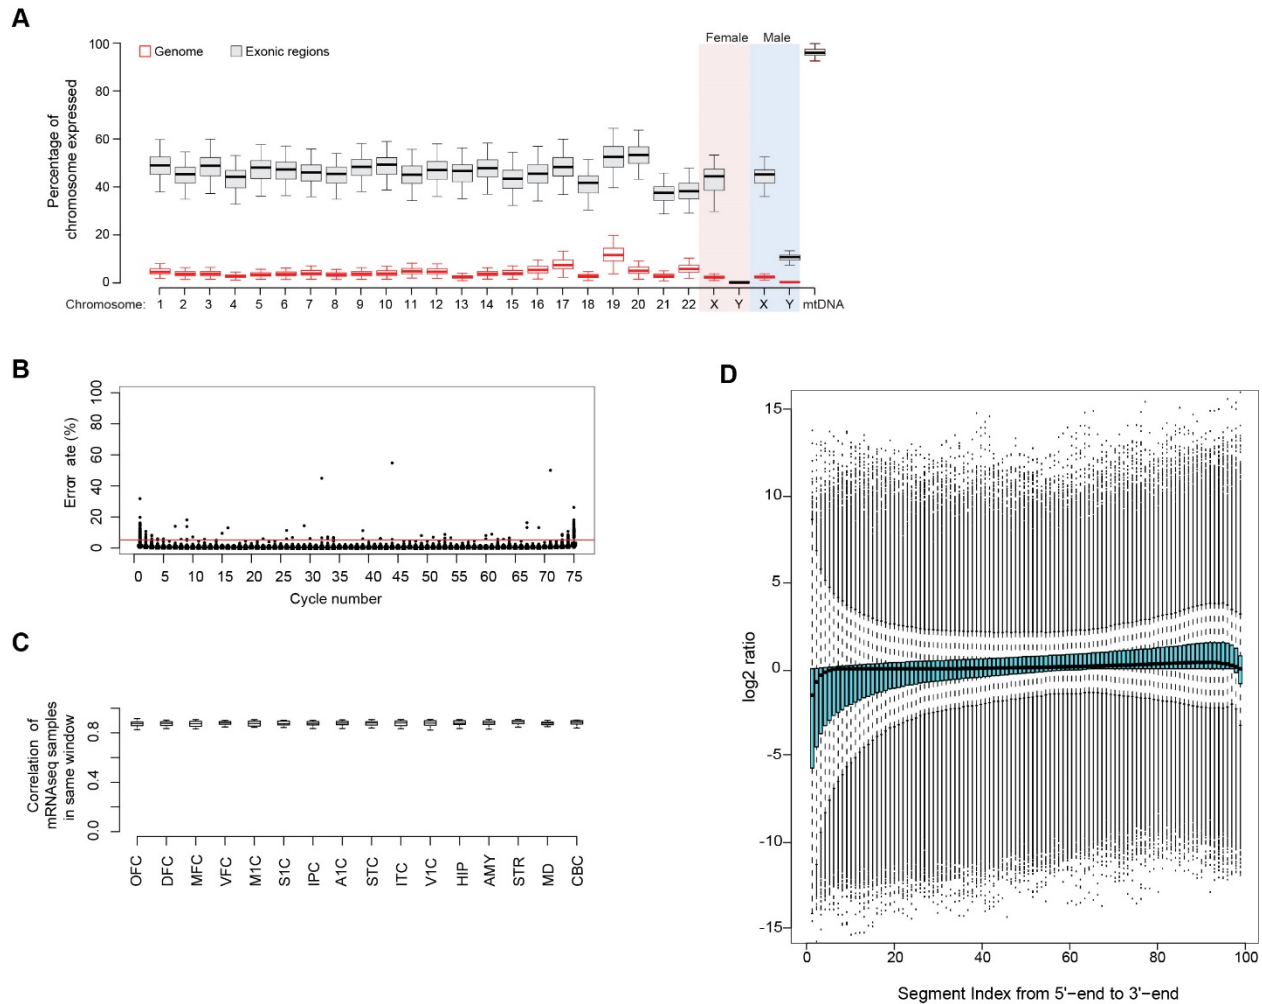 A
Percentage of
chromosome expressed
100
80
60
40
20
0
Genome
Exonic regions
Female
Male
Chromosome: 1 2 3 4 5 6 7 8 9 10 11 12 13 14 15 16 17 18 19 20 21 22 X Y X Y mtDNA
B
Error ate (%)
100
80
60
40
20
0
0 5 10 15 20 25 30 35 40 45 50 55 60 65 70 75
Cycle number
C
Correlation of
mRNAseq samples
in same window
0.8
0.4
0.0
OFC DFC MFC VFC M1C S1C IPC A1C STC ITC V1C HIP AMY STR MD CBC
D
log2 ratio
15
10
5
0
-5
-10
-15
0 20 40 60 80 100
Segment Index from 5'−end to 3'−end